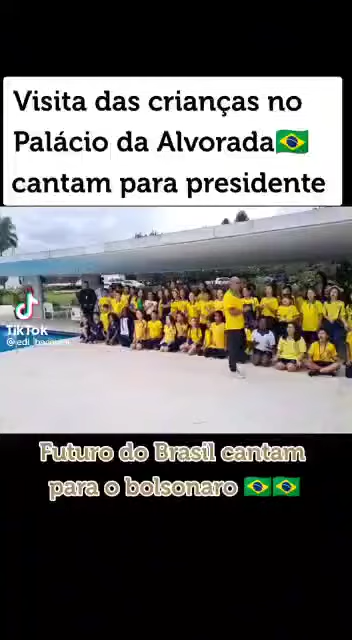 Visita das crianças no
Palácio da Alvorada🇧🇷
cantam para presidente
TikTok
Futuro do Brasil cantam
para o bolsonaro 🇧🇷🇧🇷